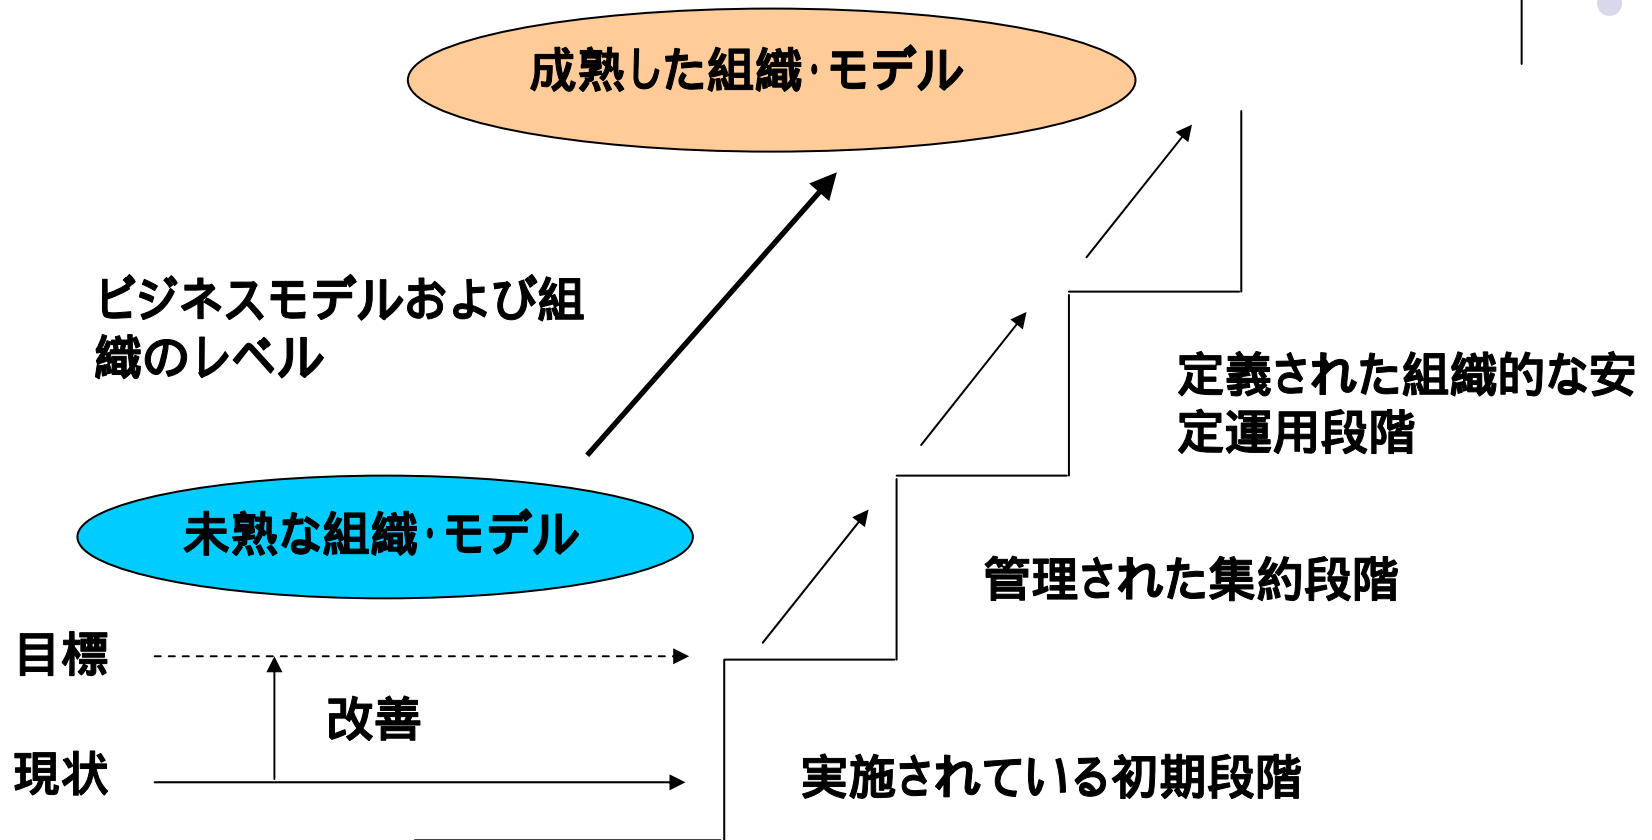 成熟した組織・モデル
ビジネスモデルおよび組
織のレベル
定義された組織的な安
定運用段階
未熟な組織・モデル
管理された集約段階
目標
改善
現状
実施されている初期段階